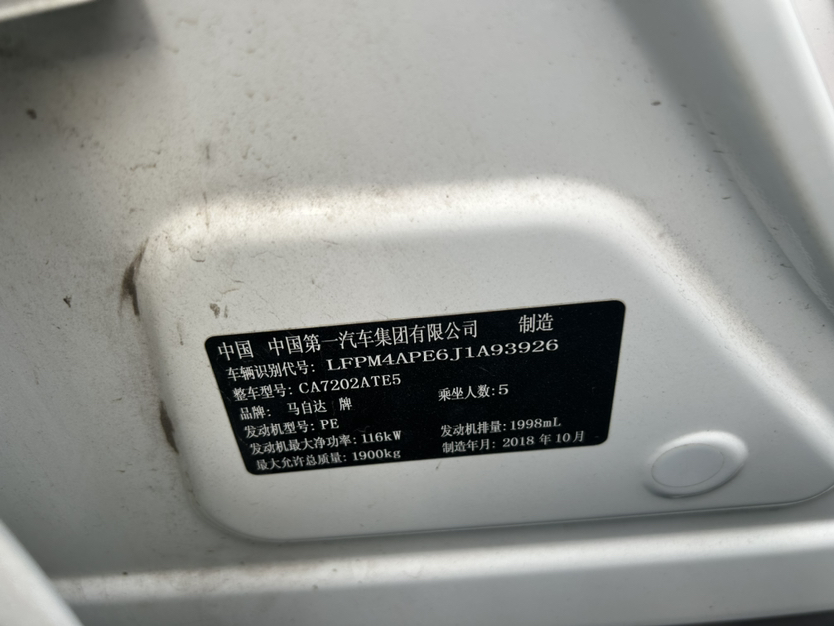 中国 中国第一汽车集团有限公司 制造
车辆识别代号: LFPM4APE6J1A93926
整车型号: CA7202ATE5
品牌: 马自达 牌 乘坐人数: 5
发动机型号: PE
发动机最大净功率: 116kW 发动机排量: 1998mL
最大允许总质量: 1900kg 制造年月: 2018 年 10 月